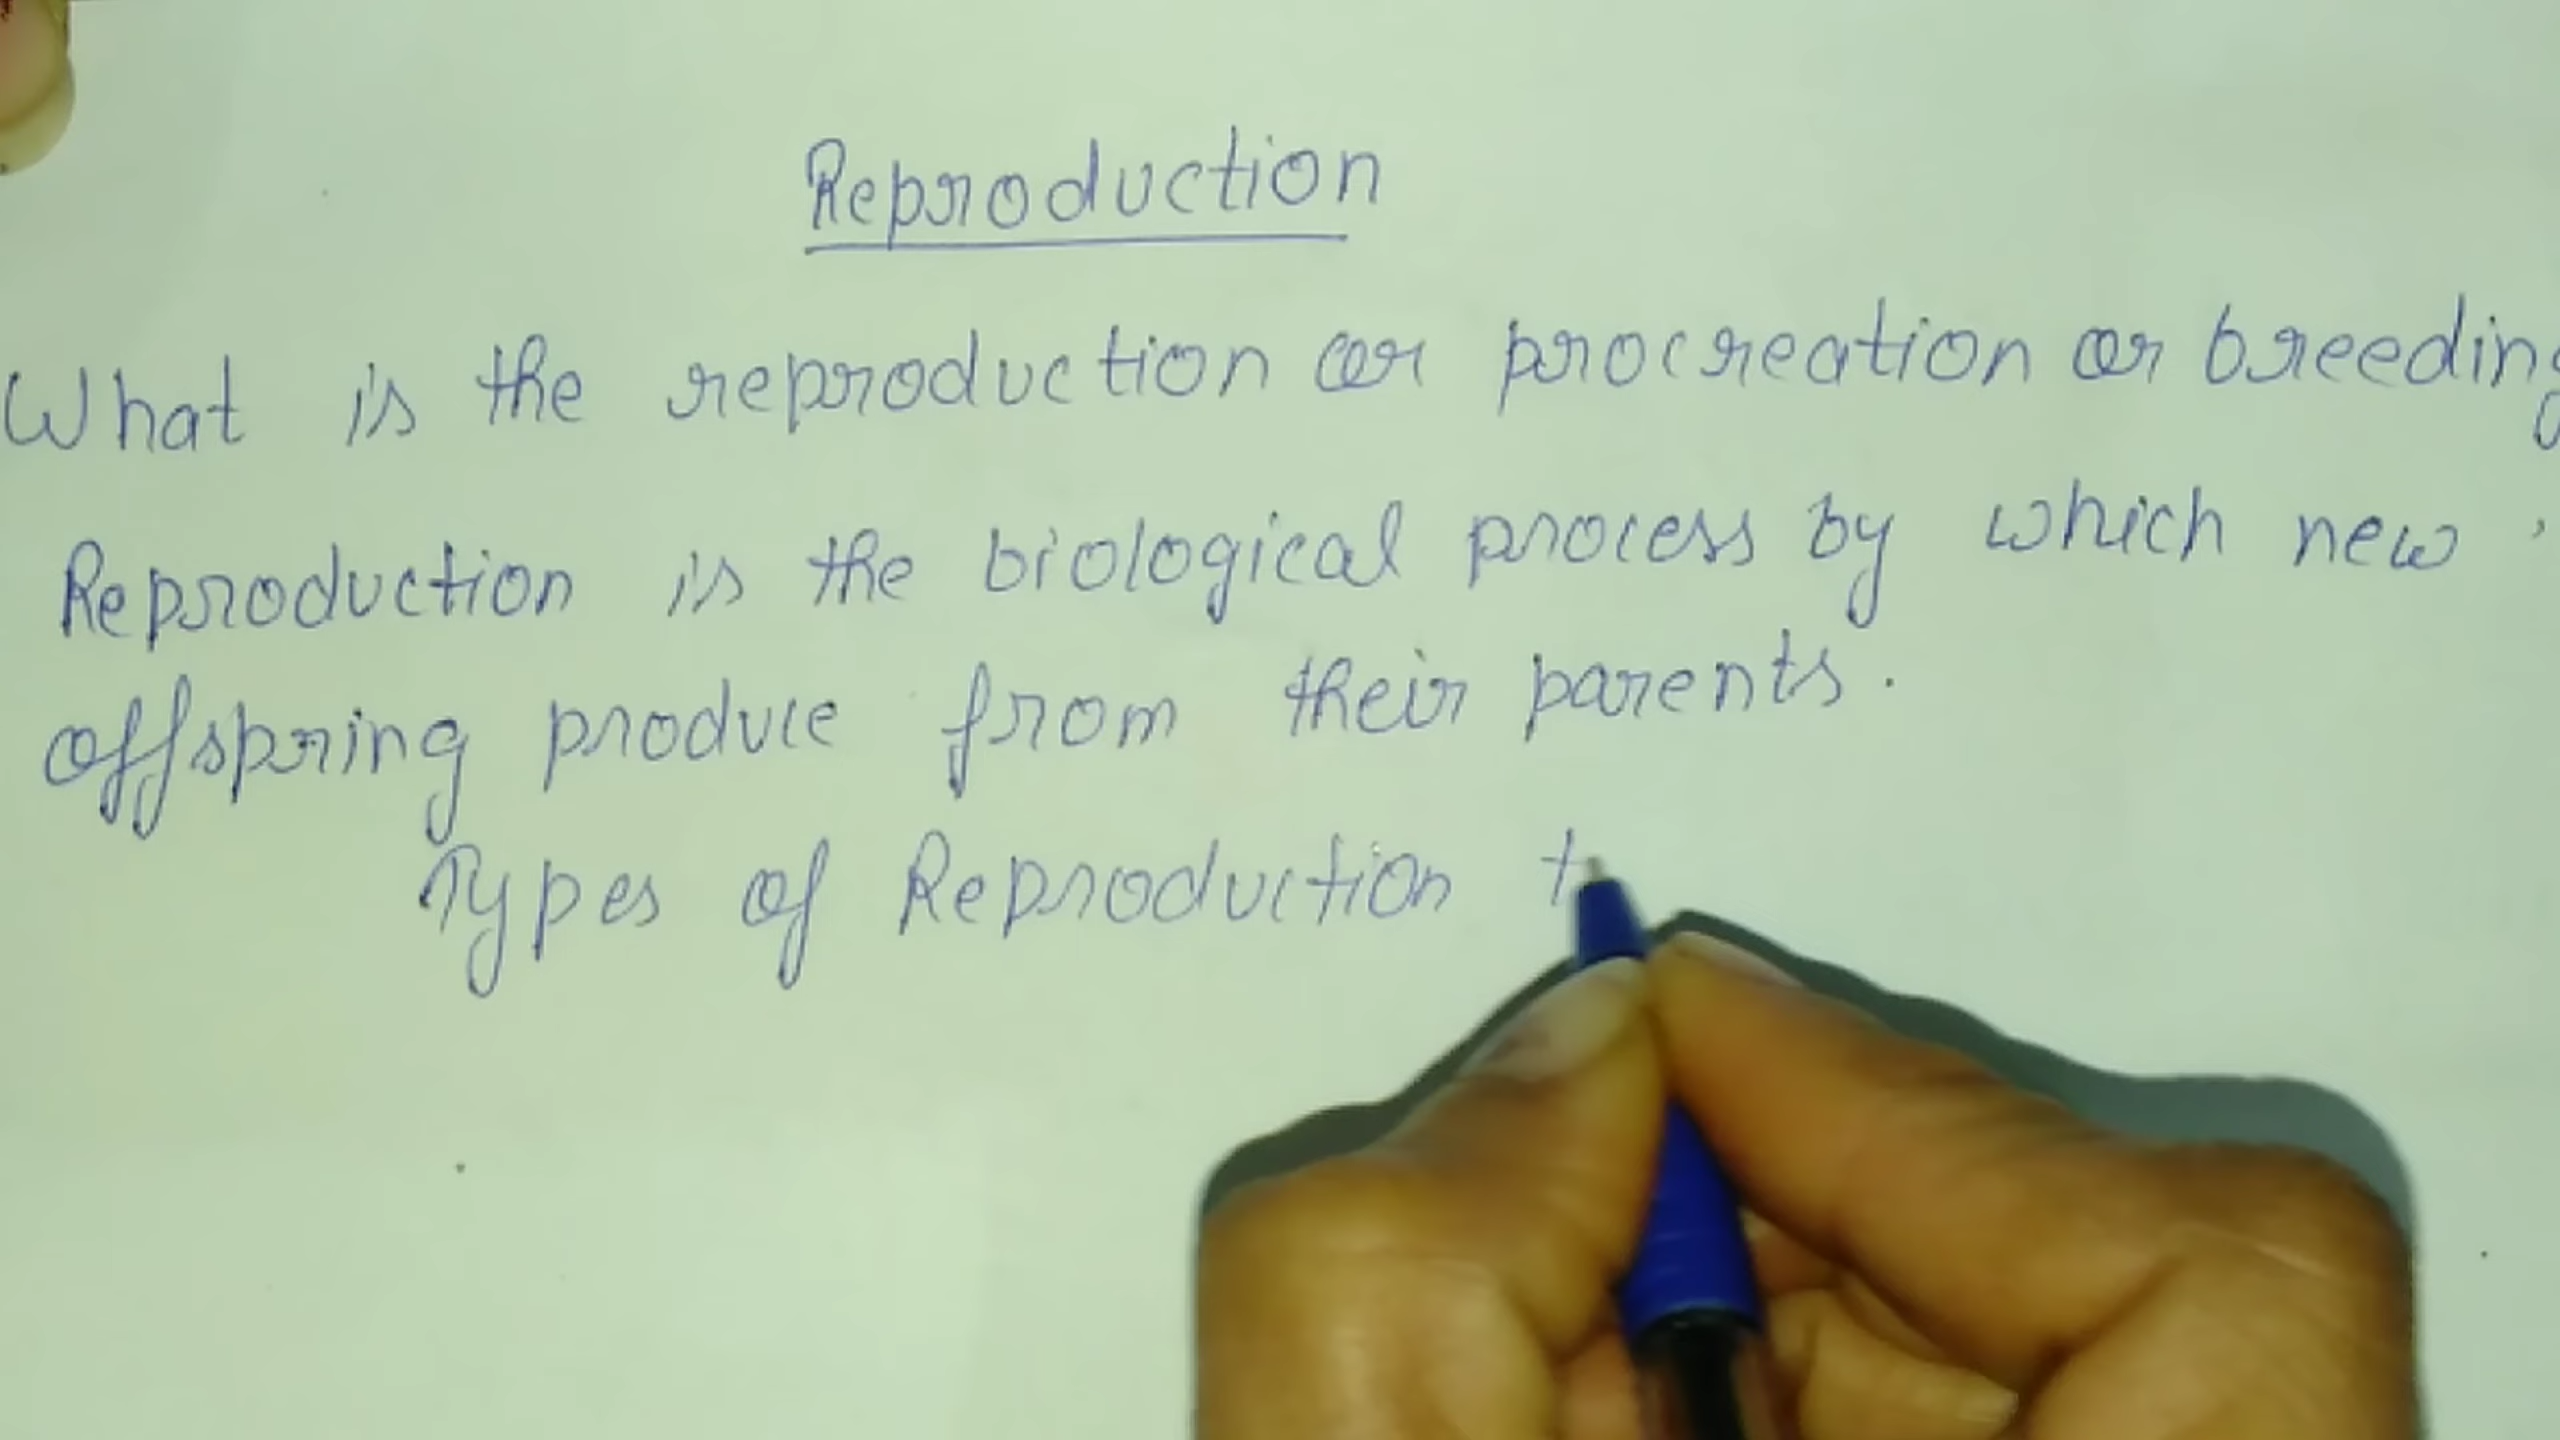 Reproduction
What is the reproduction or procreation or breeding
Reproduction is the biological process by which new
offspring produce from their parents.
Types of Reproduction t